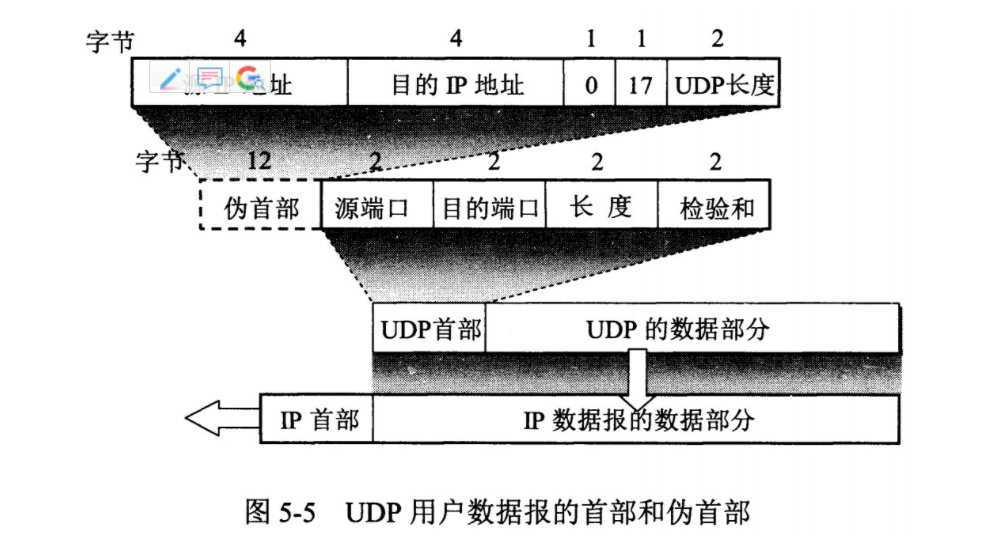 字节 4 4 1 1 2
地址 目的 IP 地址 0 17 UDP长度
字节 12 2 2 2 2
伪首部 源端口 目的端口 长 度 检验和
UDP首部 UDP 的数据部分
IP 首部 IP 数据报的数据部分
图 5-5 UDP 用户数据报的首部和伪首部